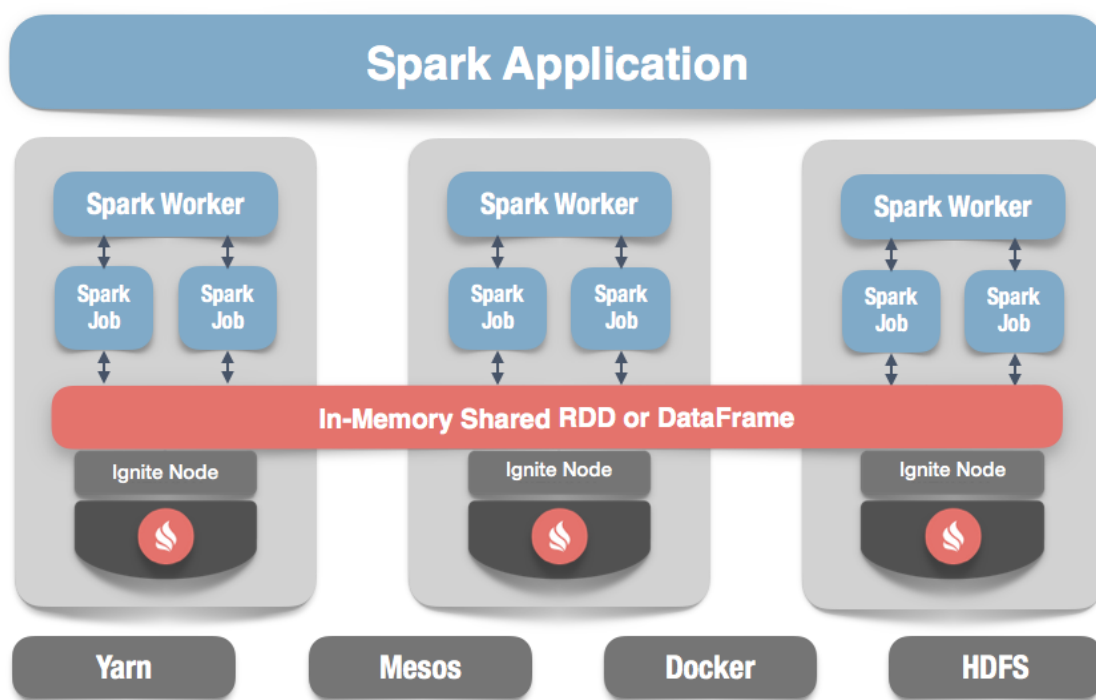 Spark Application
Spark Worker
Spark Worker
Spark Worker
Spark
Job
Spark
Job
Spark
Job
Spark
Job
Spark
Job
Spark
Job
In-Memory Shared RDD or DataFrame
Ignite Node
Ignite Node
Ignite Node
Yarn
Mesos
Docker
HDFS